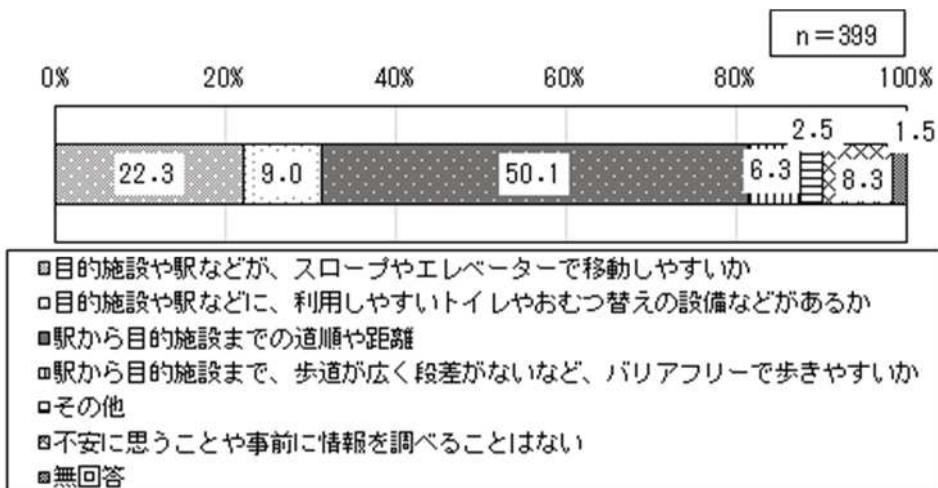 n=399
0% 20% 40% 60% 80% 100%
2.5 1.5
22.3 9.0 50.1 6.3 8.3
目的施設や駅などが、スロープやエレベーターで移動しやすいか
目的施設や駅などに、利用しやすいトイレやおむつ替えの設備などがあるか
駅から目的施設までの道順や距離
駅から目的施設まで、歩道が広く段差がないなど、バリアフリーで歩きやすいか
その他
不安に思うことや事前に情報を調べることはない
無回答